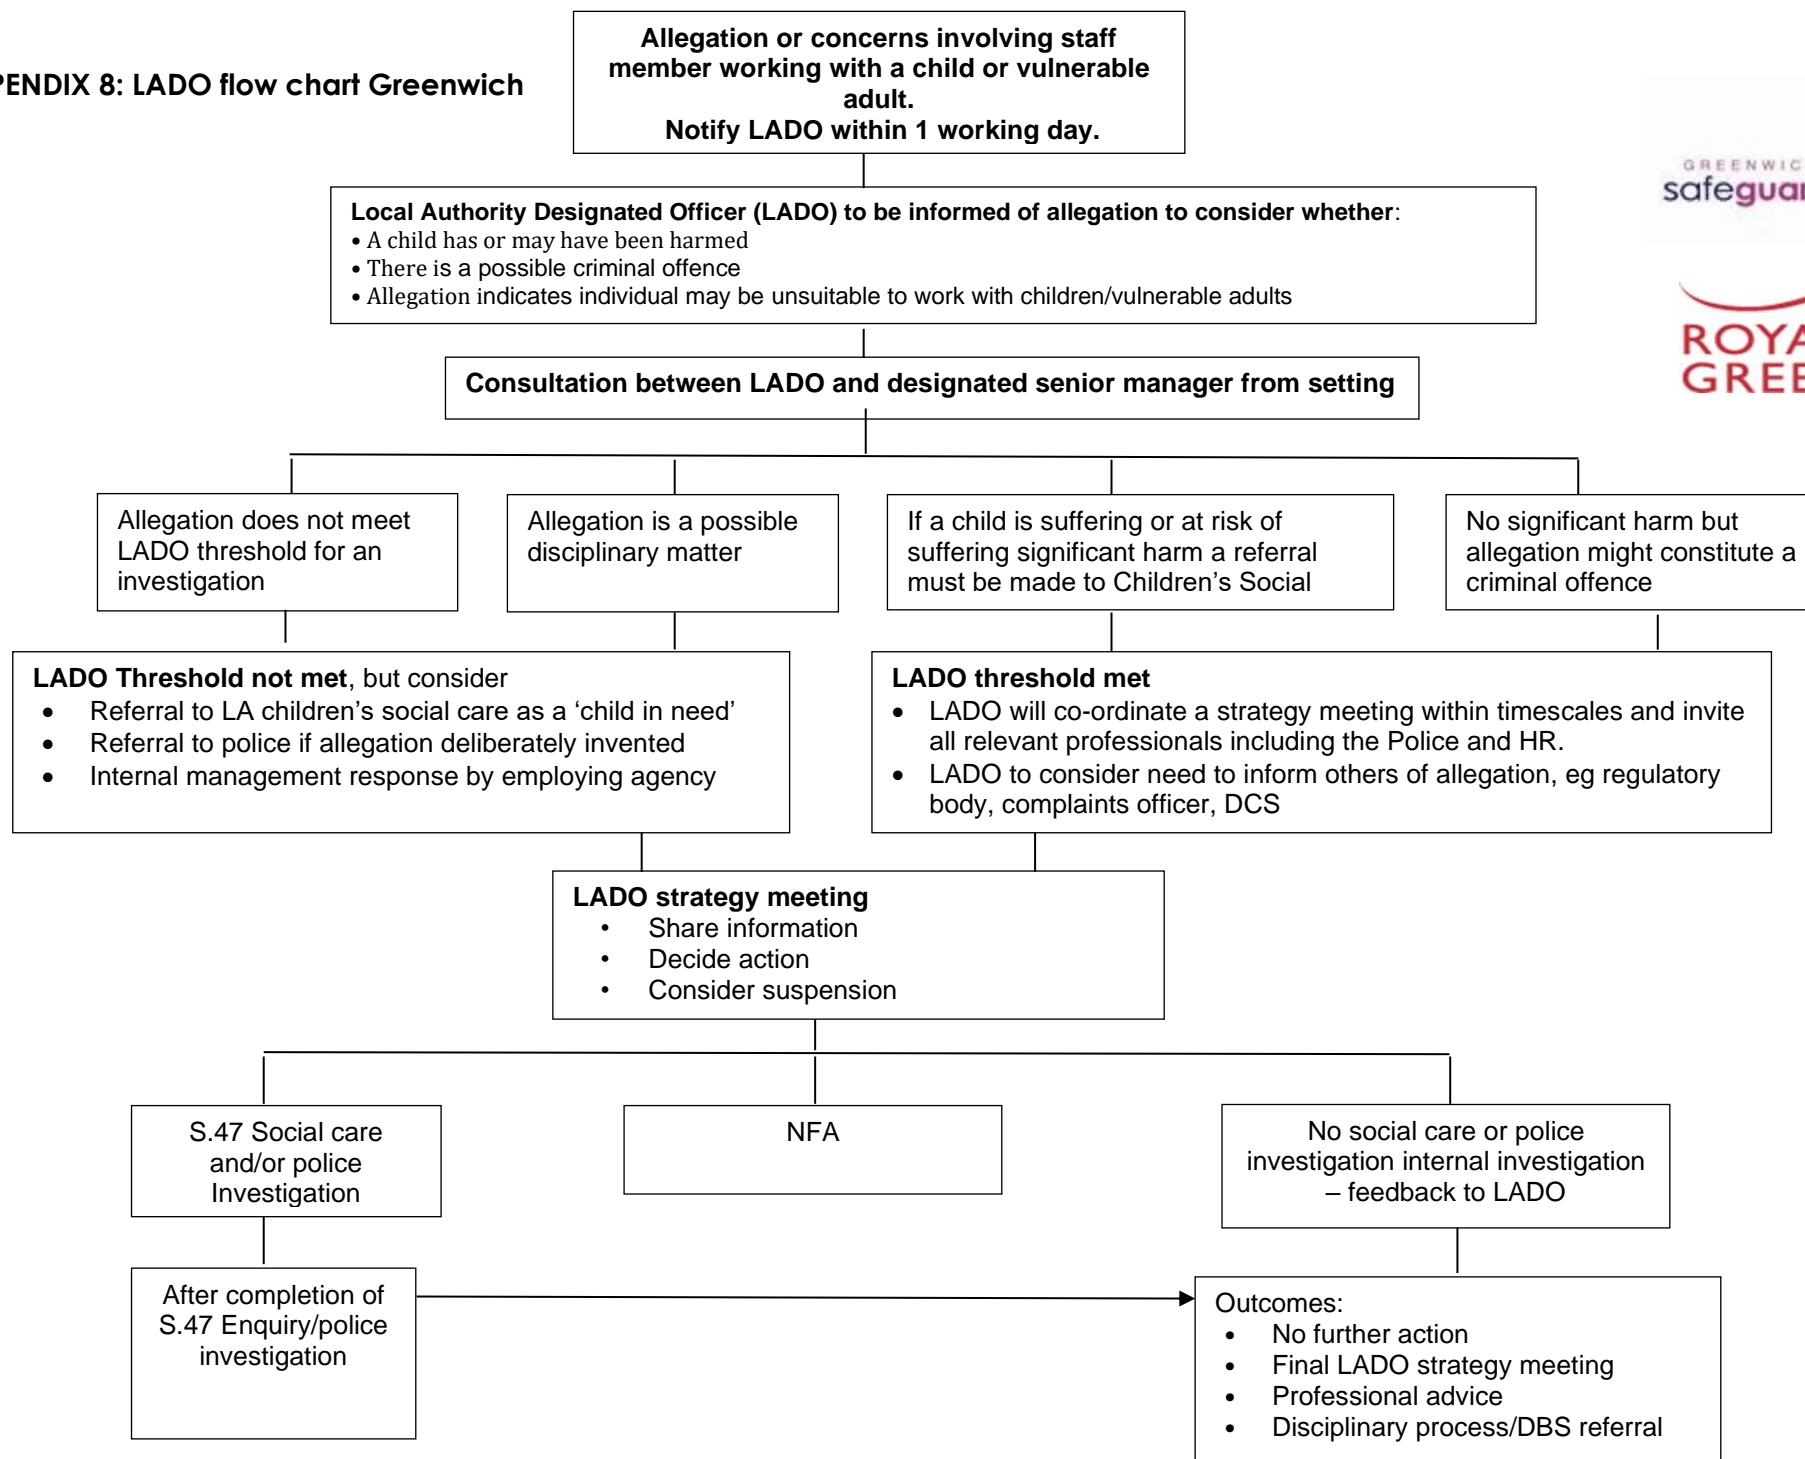 PENDIX 8: LADO flow chart Greenwich
Allegation or concerns involving staff
member working with a child or vulnerable
adult.
Notify LADO within 1 working day.
GREENWIC
safeguar
ROYA
GREE
Local Authority Designated Officer (LADO) to be informed of allegation to consider whether:
• A child has or may have been harmed
• There is a possible criminal offence
• Allegation indicates individual may be unsuitable to work with children/vulnerable adults
Consultation between LADO and designated senior manager from setting
Allegation does not meet
LADO threshold for an
investigation
Allegation is a possible
disciplinary matter
If a child is suffering or at risk of
suffering significant harm a referral
must be made to Children's Social
No significant harm but
allegation might constitute a
criminal offence
LADO Threshold not met, but consider
• Referral to LA children's social care as a 'child in need'
• Referral to police if allegation deliberately invented
• Internal management response by employing agency
LADO threshold met
• LADO will co-ordinate a strategy meeting within timescales and invite
all relevant professionals including the Police and HR.
• LADO to consider need to inform others of allegation, eg regulatory
body, complaints officer, DCS
LADO strategy meeting
• Share information
• Decide action
• Consider suspension
S.47 Social care
and/or police
Investigation
NFA
No social care or police
investigation internal investigation
– feedback to LADO
After completion of
S.47 Enquiry/police
investigation
Outcomes:
• No further action
• Final LADO strategy meeting
• Professional advice
• Disciplinary process/DBS referral